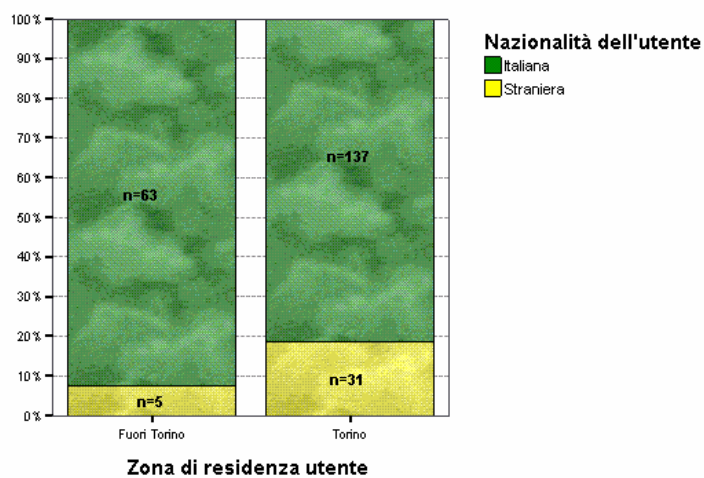 100%
90%
80%
70%
60%
50%
40%
30%
20%
10%
0%
n=63
n=137
n=5
n=31
Fuori Torino
Torino
Zona di residenza utente
Nazionalità dell'utente
Italiana
Straniera